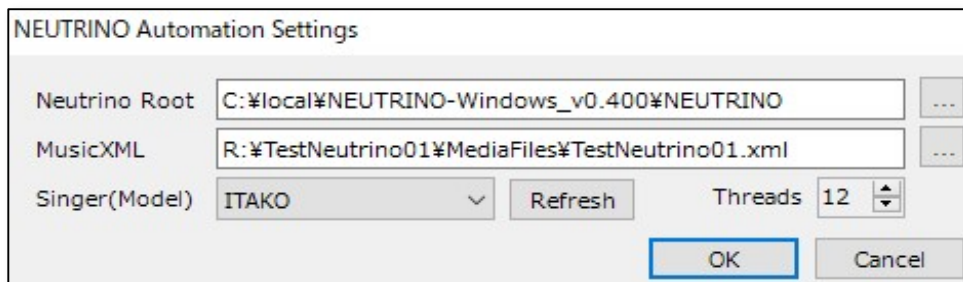 NEUTRINO Automation Settings
Neutrino Root C:¥local¥NEUTRINO-Windows_v0.400¥NEUTRINO ...
MusicXML R:¥TestNeutrino01¥MediaFiles¥TestNeutrino01.xml ...
Singer(Model) ITAKO Refresh Threads 12
OK Cancel